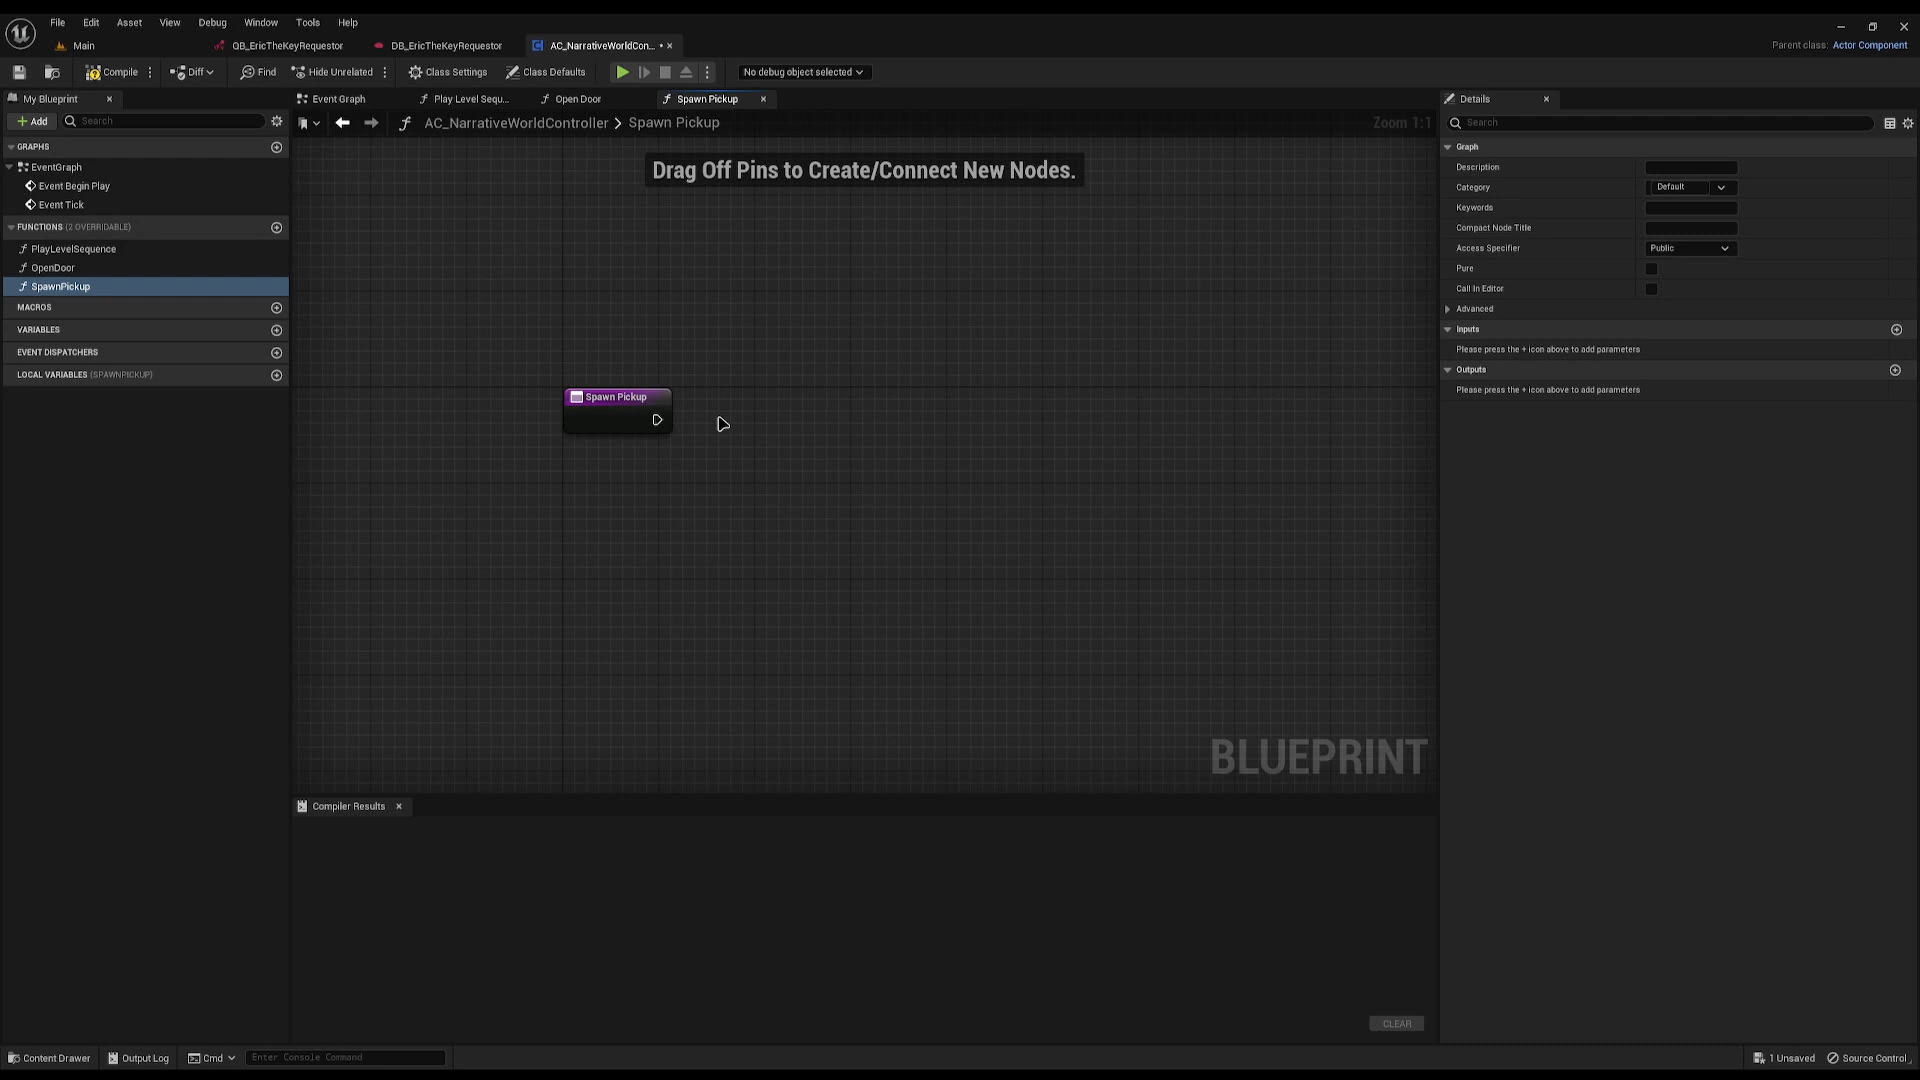 File Edit Asset View Debug Window Tools Help
Main QB_EricTheKeyRequestor DB_EricTheKeyRequestor AC_NarrativeWorldCon... •
Parent class: Actor Component
Compile Diff Find Hide Unrelated Class Settings Class Defaults No debug object selected
My Blueprint
Event Graph Play Level Sequ... Open Door Spawn Pickup
Details
Add Search
AC_NarrativeWorldController > Spawn Pickup
Zoom 1:1
Search
GRAPHS
Graph
EventGraph
Description
Drag Off Pins to Create/Connect New Nodes.
Event Begin Play
Category Default
Event Tick
Keywords
FUNCTIONS (2 OVERRIDABLE)
Compact Node Title
PlayLevelSequence
Access Specifier Public
OpenDoor
Pure
SpawnPickup
Call In Editor
MACROS
Advanced
VARIABLES
Inputs
EVENT DISPATCHERS
Please press the + icon above to add parameters
LOCAL VARIABLES (SPAWNPICKUP)
Outputs
Please press the + icon above to add parameters
Spawn Pickup
BLUEPRINT
Compiler Results
CLEAR
Content Drawer Output Log Cmd Enter Console Command
1 Unsaved Source Control